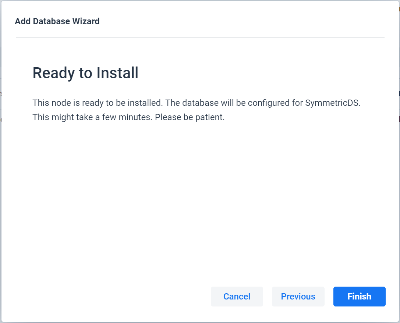 Add Database Wizard
Ready to Install
This node is ready to be installed. The database will be configured for SymmetricDS.
This might take a few minutes. Please be patient.
Cancel
Previous
Finish